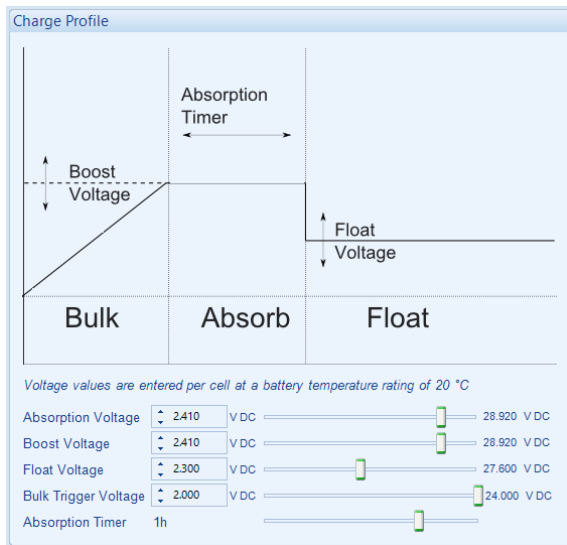 Charge Profile
Absorption
Timer
Boost
Voltage
Float
Voltage
Bulk Absorb Float
Voltage values are entered per cell at a battery temperature rating of 20 °C
Absorption Voltage 2.410 V DC 28.920 V DC
Boost Voltage 2.410 V DC 28.920 V DC
Float Voltage 2.300 V DC 27.600 V DC
Bulk Trigger Voltage 2.000 V DC 24.000 V DC
Absorption Timer 1h